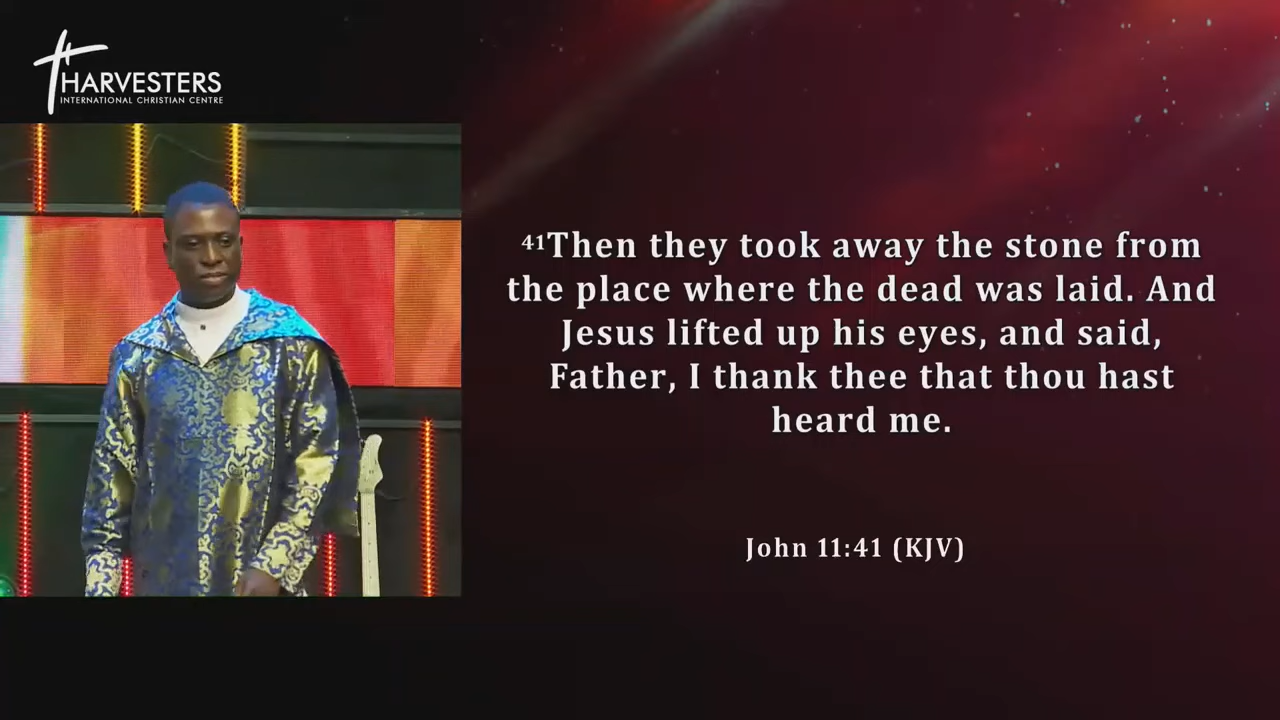 HARVESTERS
INTERNATIONAL CHRISTIAN CENTRE
41Then they took away the stone from
the place where the dead was laid. And
Jesus lifted up his eyes, and said,
Father, I thank thee that thou hast
heard me.
John 11:41 (KJV)